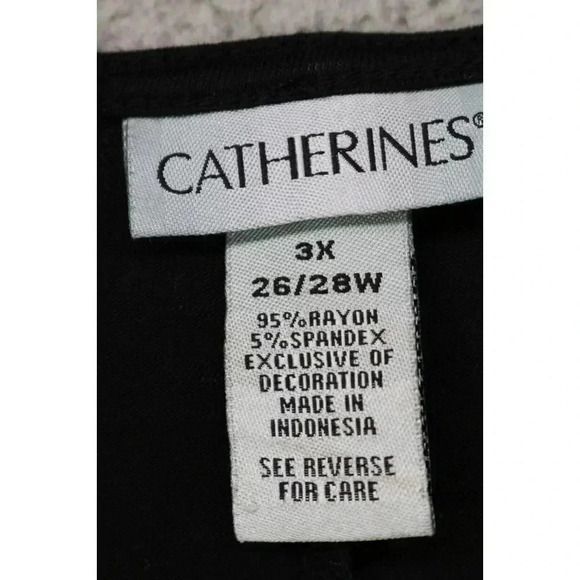 CATHERINES®
3X
26/28W
95%RAYON
5%SPANDEX
EXCLUSIVE OF
DECORATION
MADE IN
INDONESIA
SEE REVERSE
FOR CARE